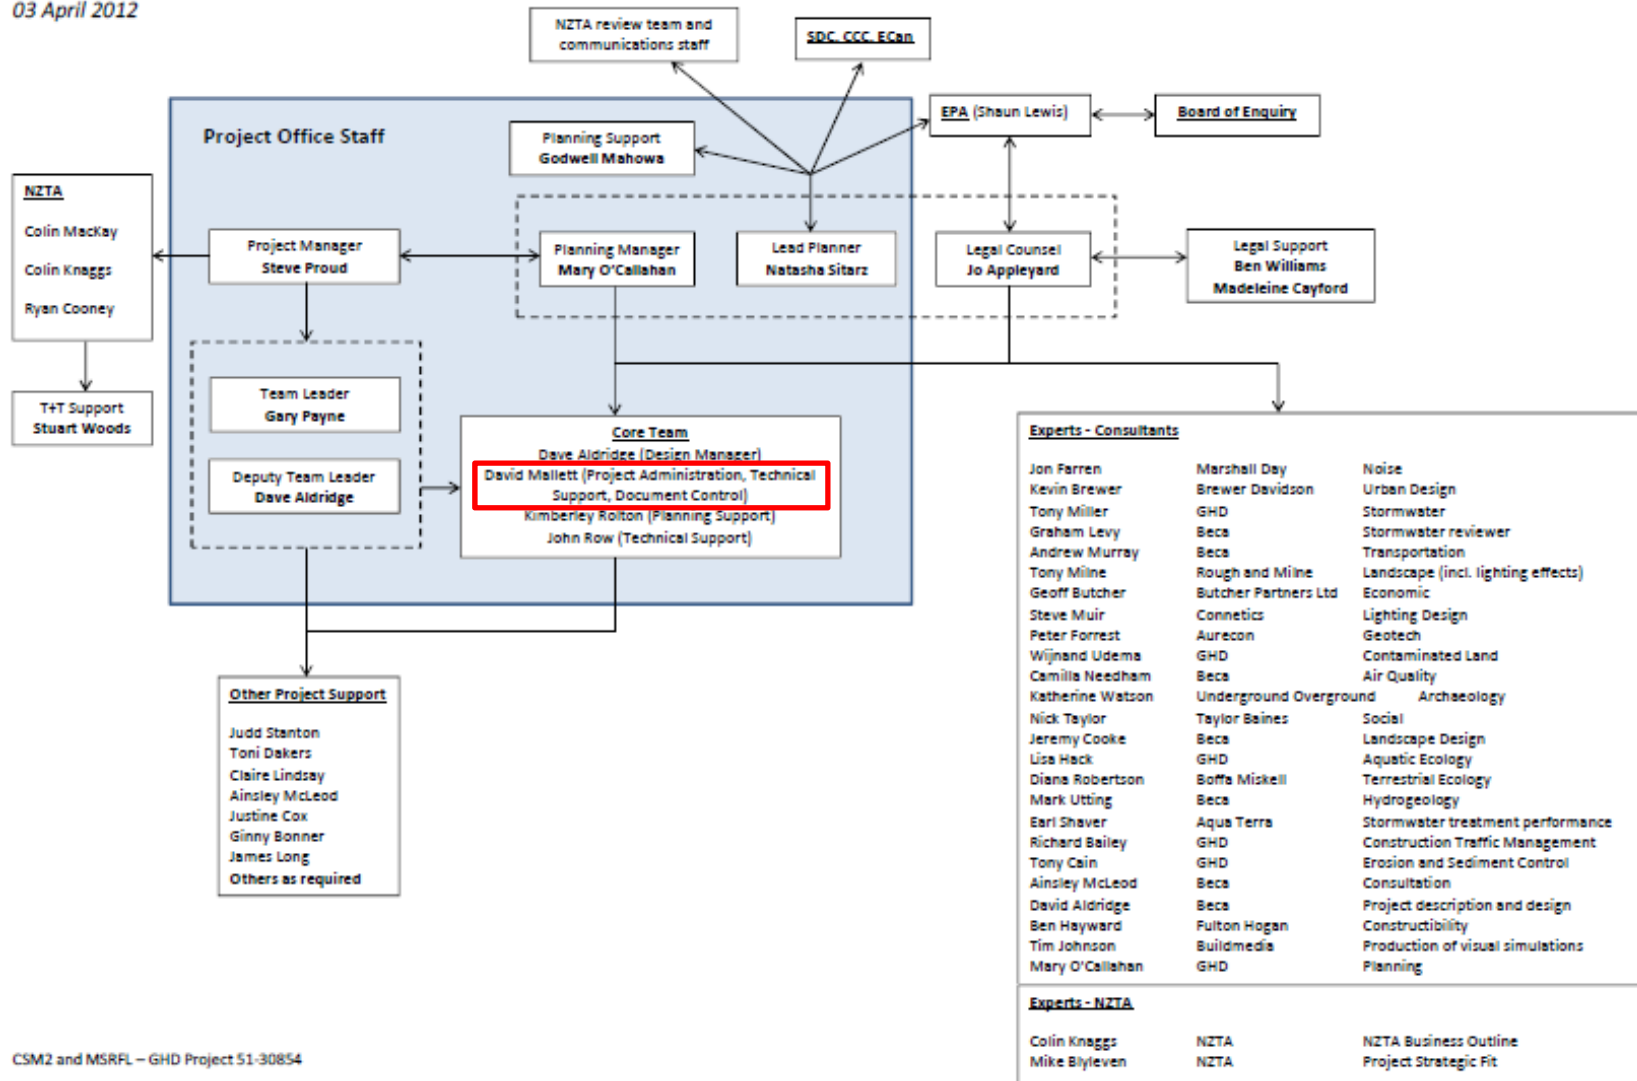 03 April 2012
NZTA review team and
communications staff
SDC, CCC, ECan
EPA (Shaun Lewis)
Board of Enquiry
Project Office Staff
Planning Support
Godwell Mahowa
NZTA
Colin MacKay
Colin Knaggs
Ryan Cooney
Project Manager
Steve Proud
Planning Manager
Mary O'Callahan
Lead Planner
Natasha Sitarz
Legal Counsel
Jo Appleyard
Legal Support
Ben Williams
Madeleine Cayford
T+T Support
Stuart Woods
Team Leader
Gary Payne
Deputy Team Leader
Dave Aldridge
Core Team
Dave Aldridge (Design Manager)
David Mallett (Project Administration, Technical
Support, Document Control)
Kimberley Rolton (Planning Support)
John Row (Technical Support)
Other Project Support
Judd Stanton
Toni Dakers
Claire Lindsay
Ainsley McLeod
Justine Cox
Ginny Bonner
James Long
Others as required
Experts - Consultants
Jon Farren Marshall Day Noise
Kevin Brewer Brewer Davidson Urban Design
Tony Miller GHD Stormwater
Graham Levy Beca Stormwater reviewer
Andrew Murray Beca Transportation
Tony Milne Rough and Milne Landscape (incl. lighting effects)
Geoff Butcher Butcher Partners Ltd Economic
Steve Muir Connetics Lighting Design
Peter Forrest Aurecon Geotech
Wijnand Udema GHD Contaminated Land
Camilla Needham Beca Air Quality
Katherine Watson Underground Overground Archaeology
Nick Taylor Taylor Baines Social
Jeremy Cooke Beca Landscape Design
Lisa Hack GHD Aquatic Ecology
Diana Robertson Boffa Miskell Terrestrial Ecology
Mark Utting Beca Hydrogeology
Earl Shaver Aqua Terra Stormwater treatment performance
Richard Bailey GHD Construction Traffic Management
Tony Cain GHD Erosion and Sediment Control
Ainsley McLeod Beca Consultation
David Aldridge Beca Project description and design
Ben Hayward Fulton Hogan Constructibility
Tim Johnson Buildmedia Production of visual simulations
Mary O'Callahan GHD Planning
Experts - NZTA
Colin Knaggs NZTA NZTA Business Outline
Mike Blyleven NZTA Project Strategic Fit
CSM2 and MSRFL – GHD Project 51-30854